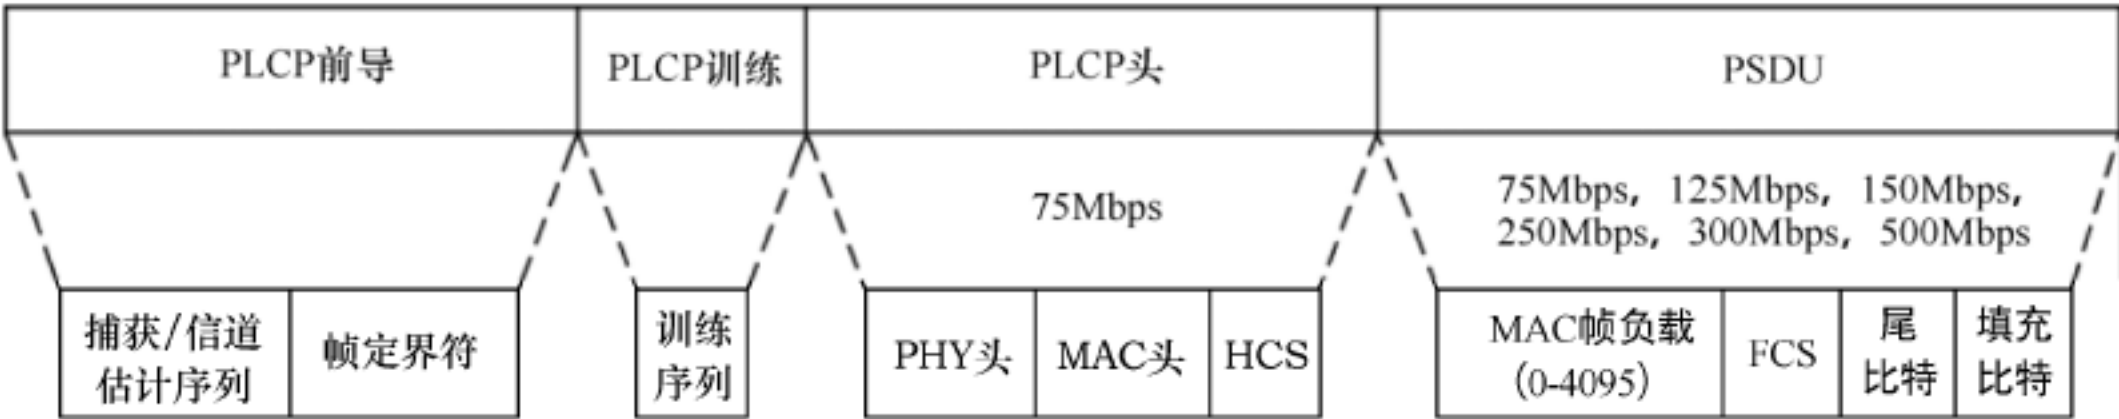 PLCP前导
PLCP训练
PLCP头
PSDU
75Mbps
75Mbps，125Mbps，150Mbps，
250Mbps，300Mbps，500Mbps
捕获/信道
估计序列
帧定界符
训练
序列
PHY头
MAC头
HCS
MAC帧负载
(0-4095)
FCS
尾
比特
填充
比特